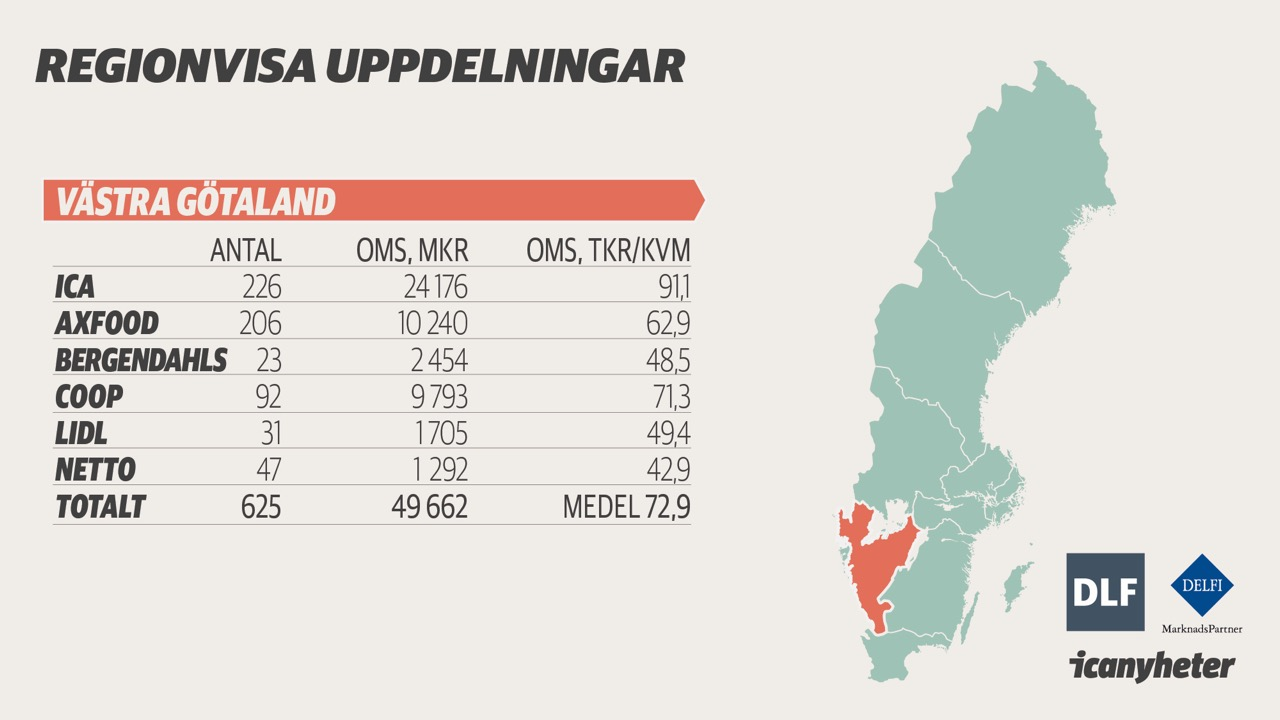 REGIONVISA UPPDELNINGAR
VÄSTRA GÖTALAND
ANTAL OMS, MKR OMS, TKR/KVM
ICA 226 24 176 91,1
AXFOOD 206 10 240 62,9
BERGENDAHLS 23 2 454 48,5
COOP 92 9 793 71,3
LIDL 31 1 705 49,4
NETTO 47 1 292 42,9
TOTALT 625 49 662 MEDEL 72,9
DLF
DELFI
MarknadsPartner
icanyheter